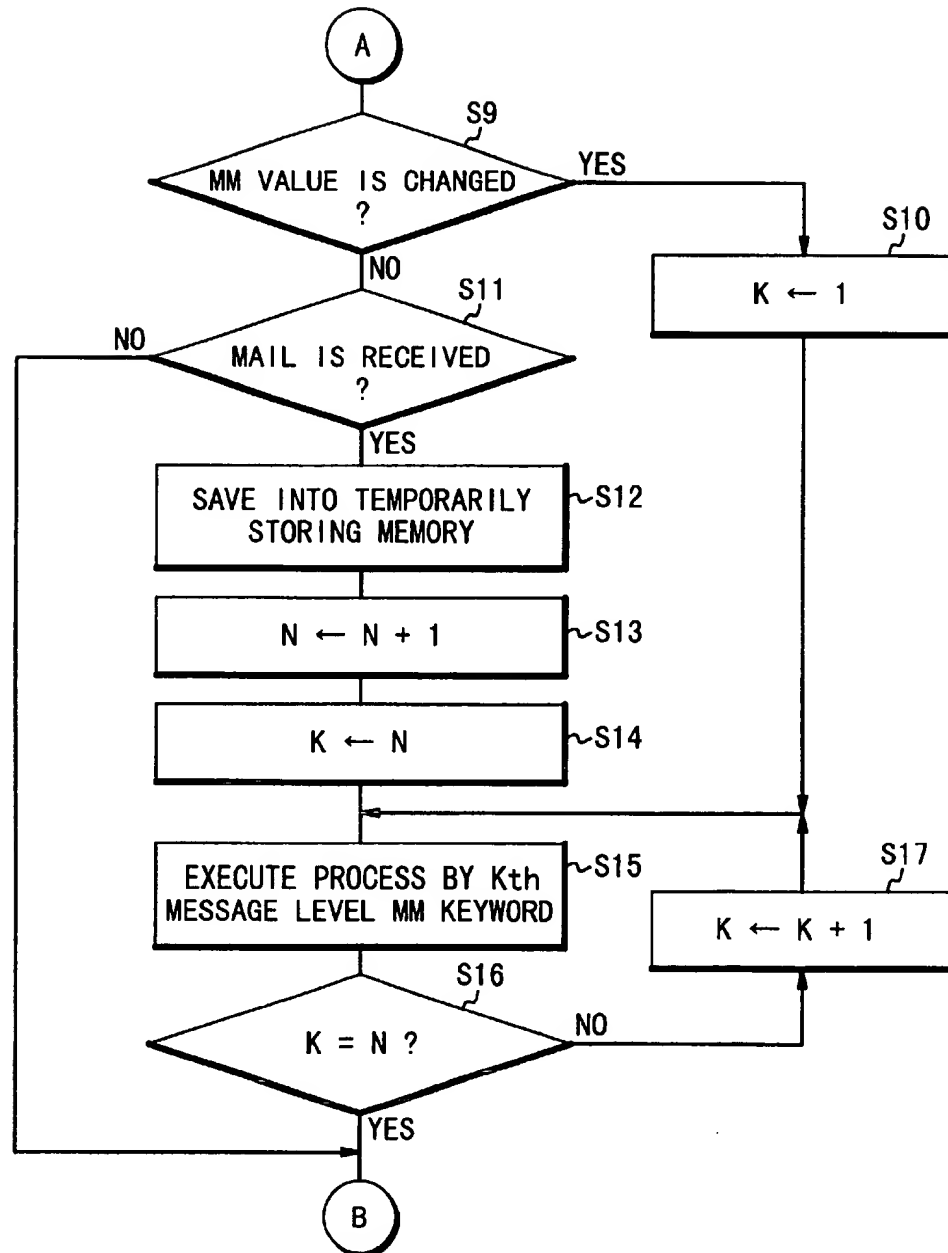 A
S9
MM VALUE IS CHANGED
?
YES
NO
S10
K ← 1
S11
NO
MAIL IS RECEIVED
?
YES
SAVE INTO TEMPORARILY
STORING MEMORY
S12
N ← N + 1
S13
K ← N
S14
EXECUTE PROCESS BY Kth
MESSAGE LEVEL MM KEYWORD
S15
S17
K ← K + 1
S16
K = N ?
NO
YES
B